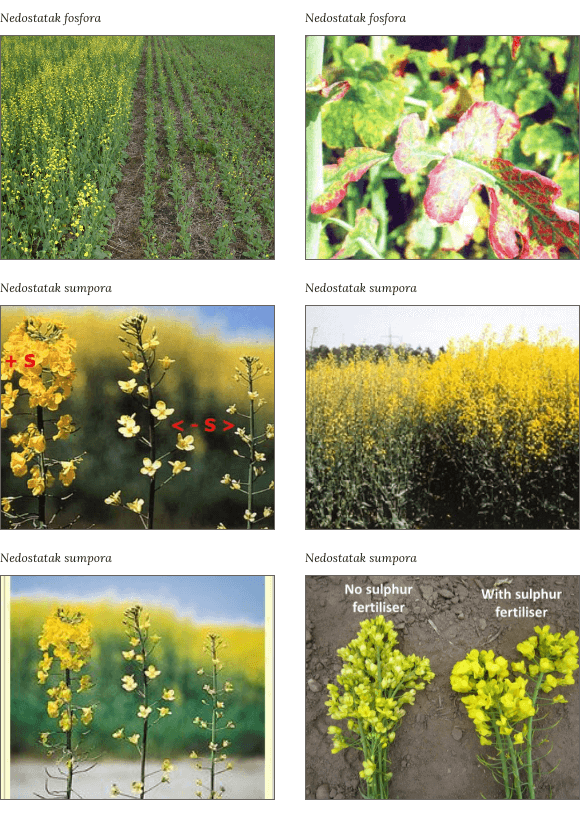 Nedostatak fosfora
Nedostatak fosfora
Nedostatak sumpora
Nedostatak sumpora
+ S
< - S >
Nedostatak sumpora
Nedostatak sumpora
No sulphur
fertiliser
With sulphur
fertiliser